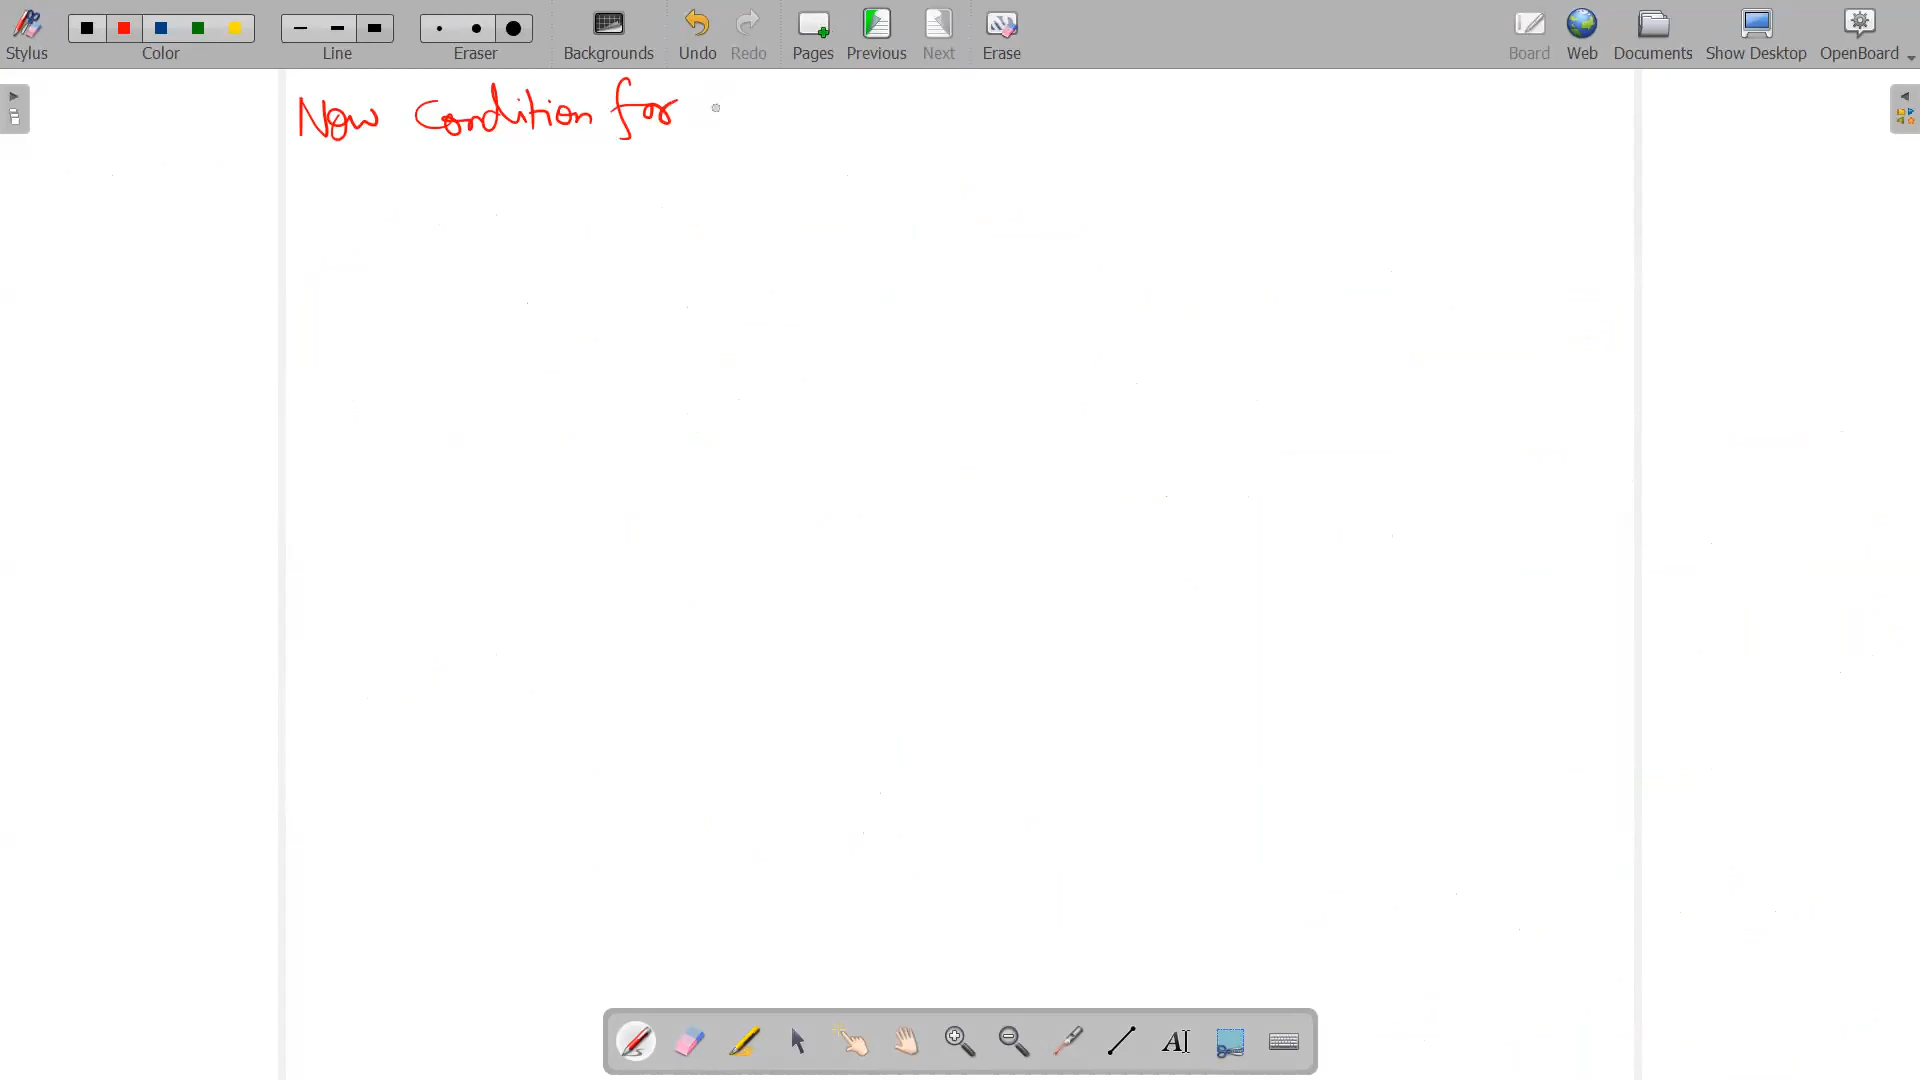 Stylus Color Line Eraser Backgrounds Undo Redo Pages Previous Next Erase Board Web Documents Show Desktop OpenBoard
Now Condition for
A